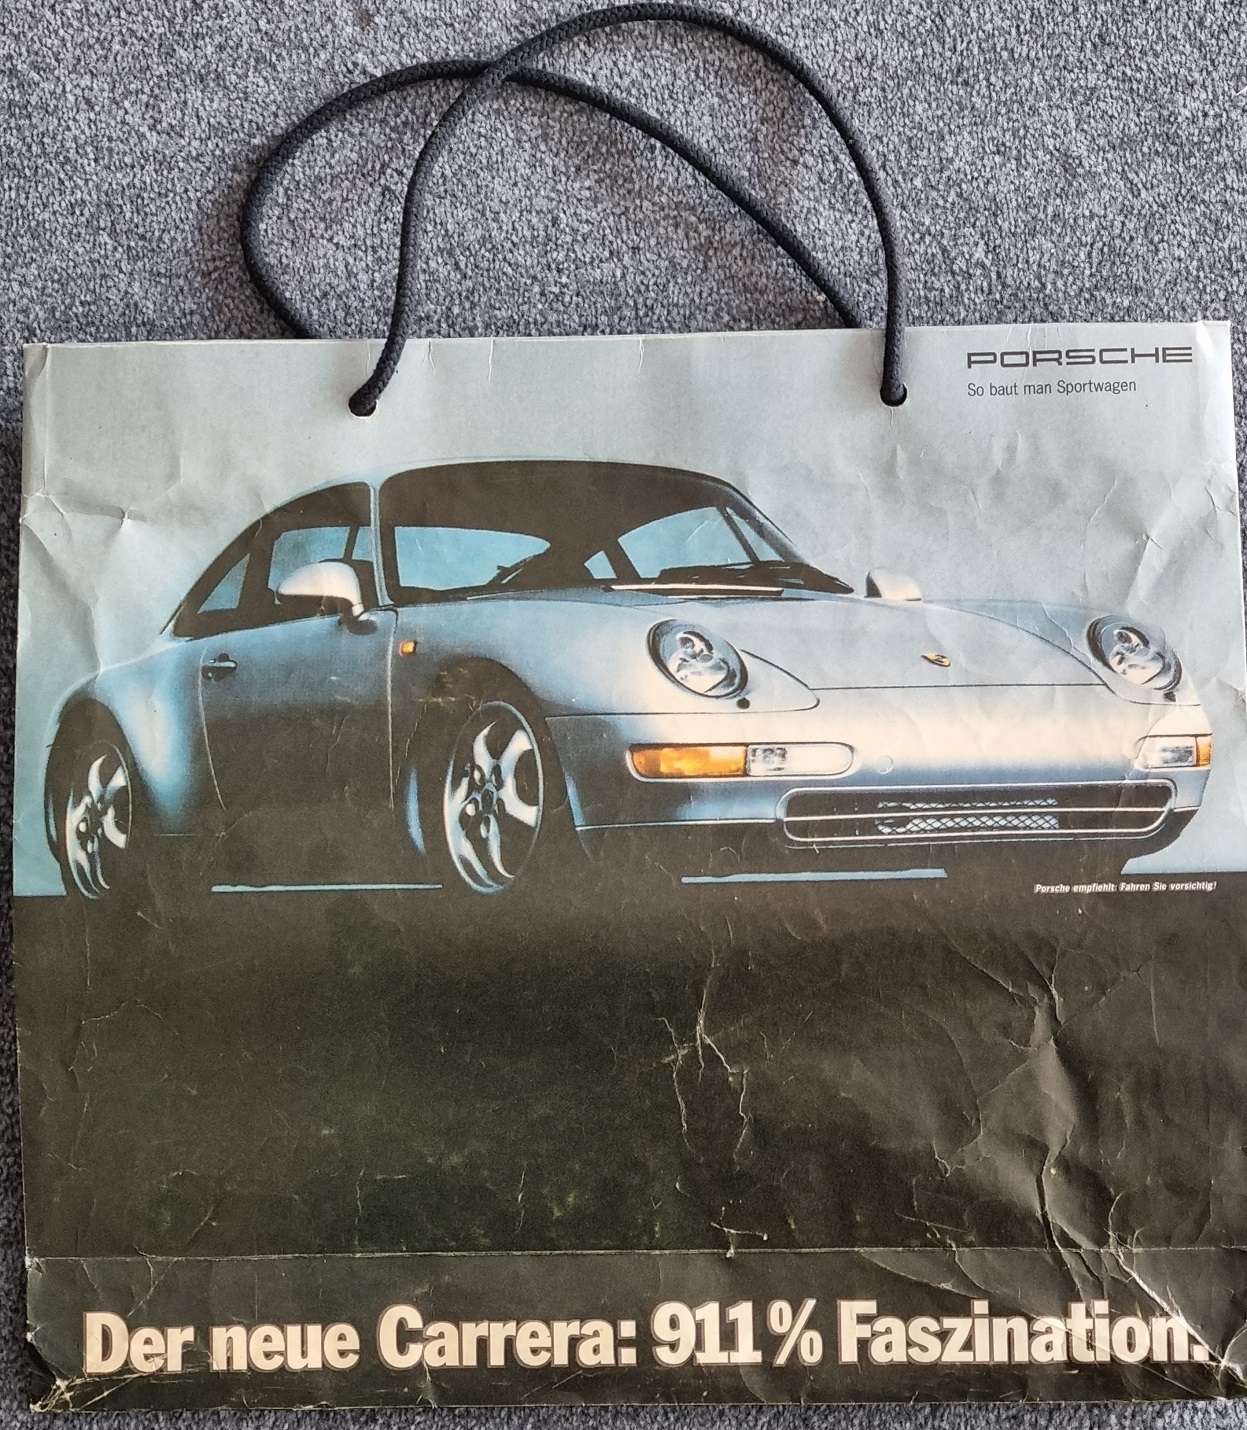 PORSCHE
So baut man Sportwagen
Porsche empfiehlt: Fahren Sie vorsichtig!
Der neue Carrera: 911 % Faszination.